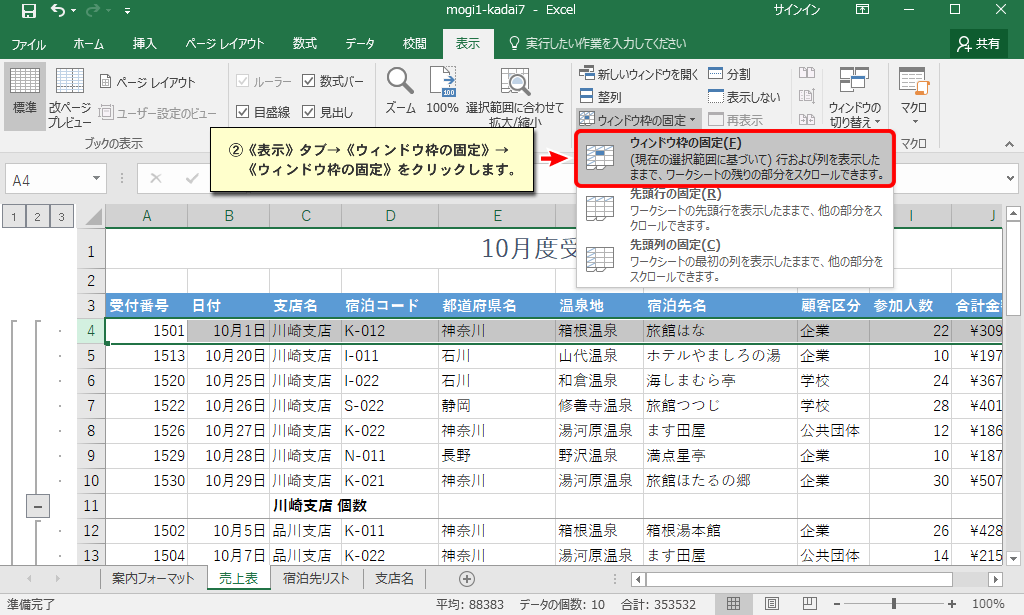 mogi1-kadai7 - Excel
サインイン
ファイル ホーム 挿入 ページ レイアウト 数式 データ 校閲 表示 実行したい作業を入力してください 共有
標準
改ページ
プレビュー
ページ レイアウト
ユーザー設定のビュー
ブックの表示
ルーラー 数式バー
目盛線 見出し
ズーム
100%
選択範囲に合わせて
拡大/縮小
新しいウィンドウを開く
整列
ウィンドウ枠の固定
分割
表示しない
再表示
ウィンドウの
切り替え
マクロ
マクロ
②《表示》タブ→《ウィンドウ枠の固定》→
《ウィンドウ枠の固定》をクリックします。
ウィンドウ枠の固定(F)
(現在の選択範囲に基づいて) 行および列を表示した
まま、ワークシートの残りの部分をスクロールできます。
先頭行の固定(R)
ワークシートの先頭行を表示したままで、他の部分をス
クロールできます。
先頭列の固定(C)
ワークシートの最初の列を表示したままで、他の部分を
スクロールできます。
A4
1 2 3
A B C D E I J
1 10月度受
2
3 受付番号 日付 支店名 宿泊コード 都道府県名 温泉地 宿泊先名 顧客区分 参加人数 合計金
4 1501 10月1日 川崎支店 K-012 神奈川 箱根温泉 旅館はな 企業 22 ¥309
5 1513 10月20日 川崎支店 I-011 石川 山代温泉 ホテルやましろの湯 企業 10 ¥197
6 1520 10月25日 川崎支店 I-022 石川 和倉温泉 海しまむら亭 学校 24 ¥367
7 1522 10月26日 川崎支店 S-022 静岡 修善寺温泉 旅館つつじ 学校 28 ¥401
8 1526 10月27日 川崎支店 K-022 神奈川 湯河原温泉 ます田屋 公共団体 12 ¥186
9 1529 10月28日 川崎支店 N-011 長野 野沢温泉 満点星亭 企業 10 ¥187
10 1530 10月29日 川崎支店 K-021 神奈川 湯河原温泉 旅館ほたるの郷 企業 30 ¥507
11 川崎支店 個数
12 1502 10月5日 品川支店 K-011 神奈川 箱根温泉 箱根湯本館 企業 26 ¥428
13 1504 10月7日 品川支店 K-022 神奈川 湯河原温泉 ます田屋 公共団体 14 ¥215
案内フォーマット 売上表 宿泊先リスト 支店名
準備完了 平均: 88383 データの個数: 10 合計: 353532 100%